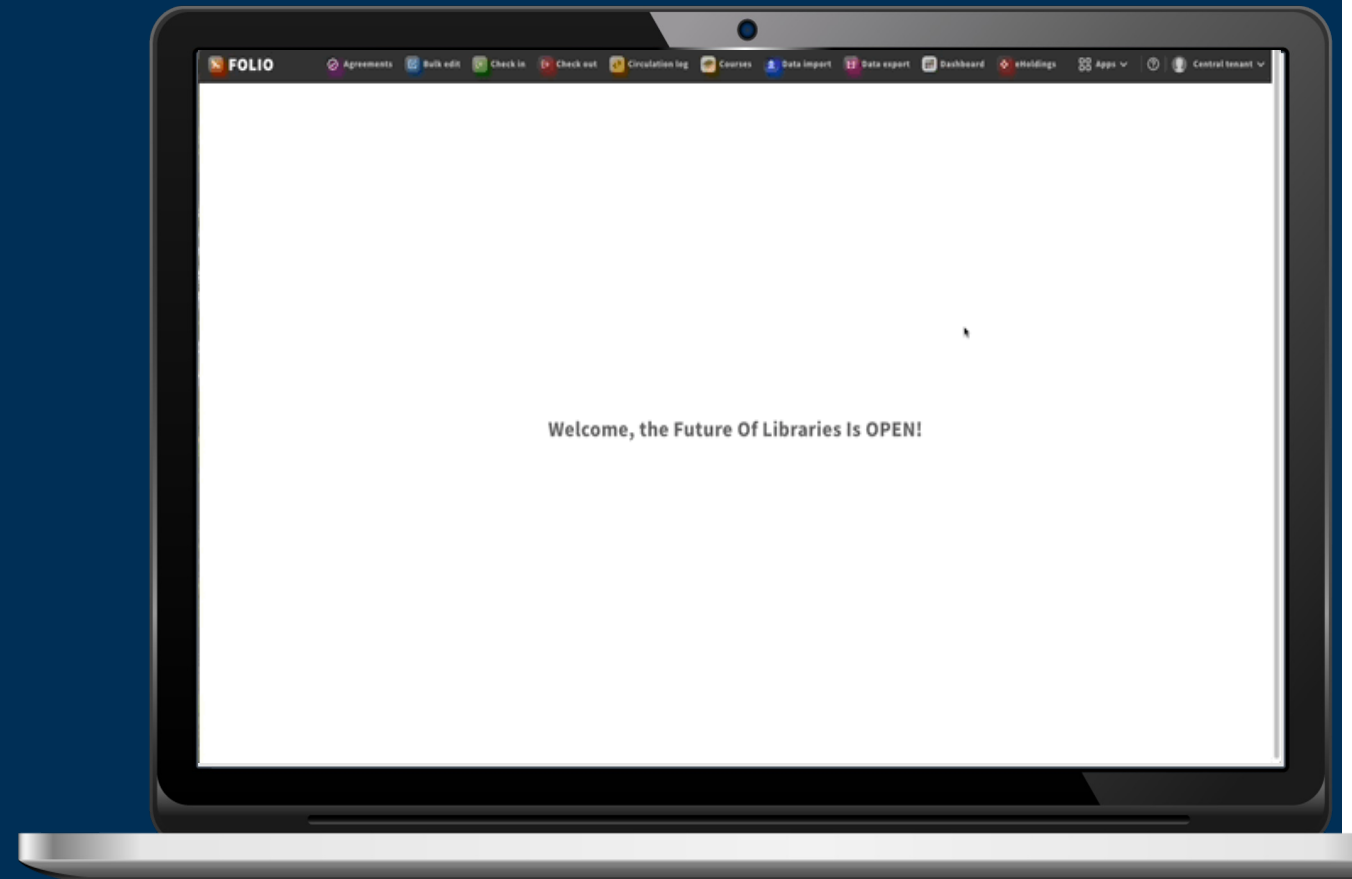 FOLIO Agreements Bulk edit Check in Check out Circulation log Courses Data import Data export Dashboard eHoldings Apps Central tenant
Welcome, the Future Of Libraries Is OPEN!